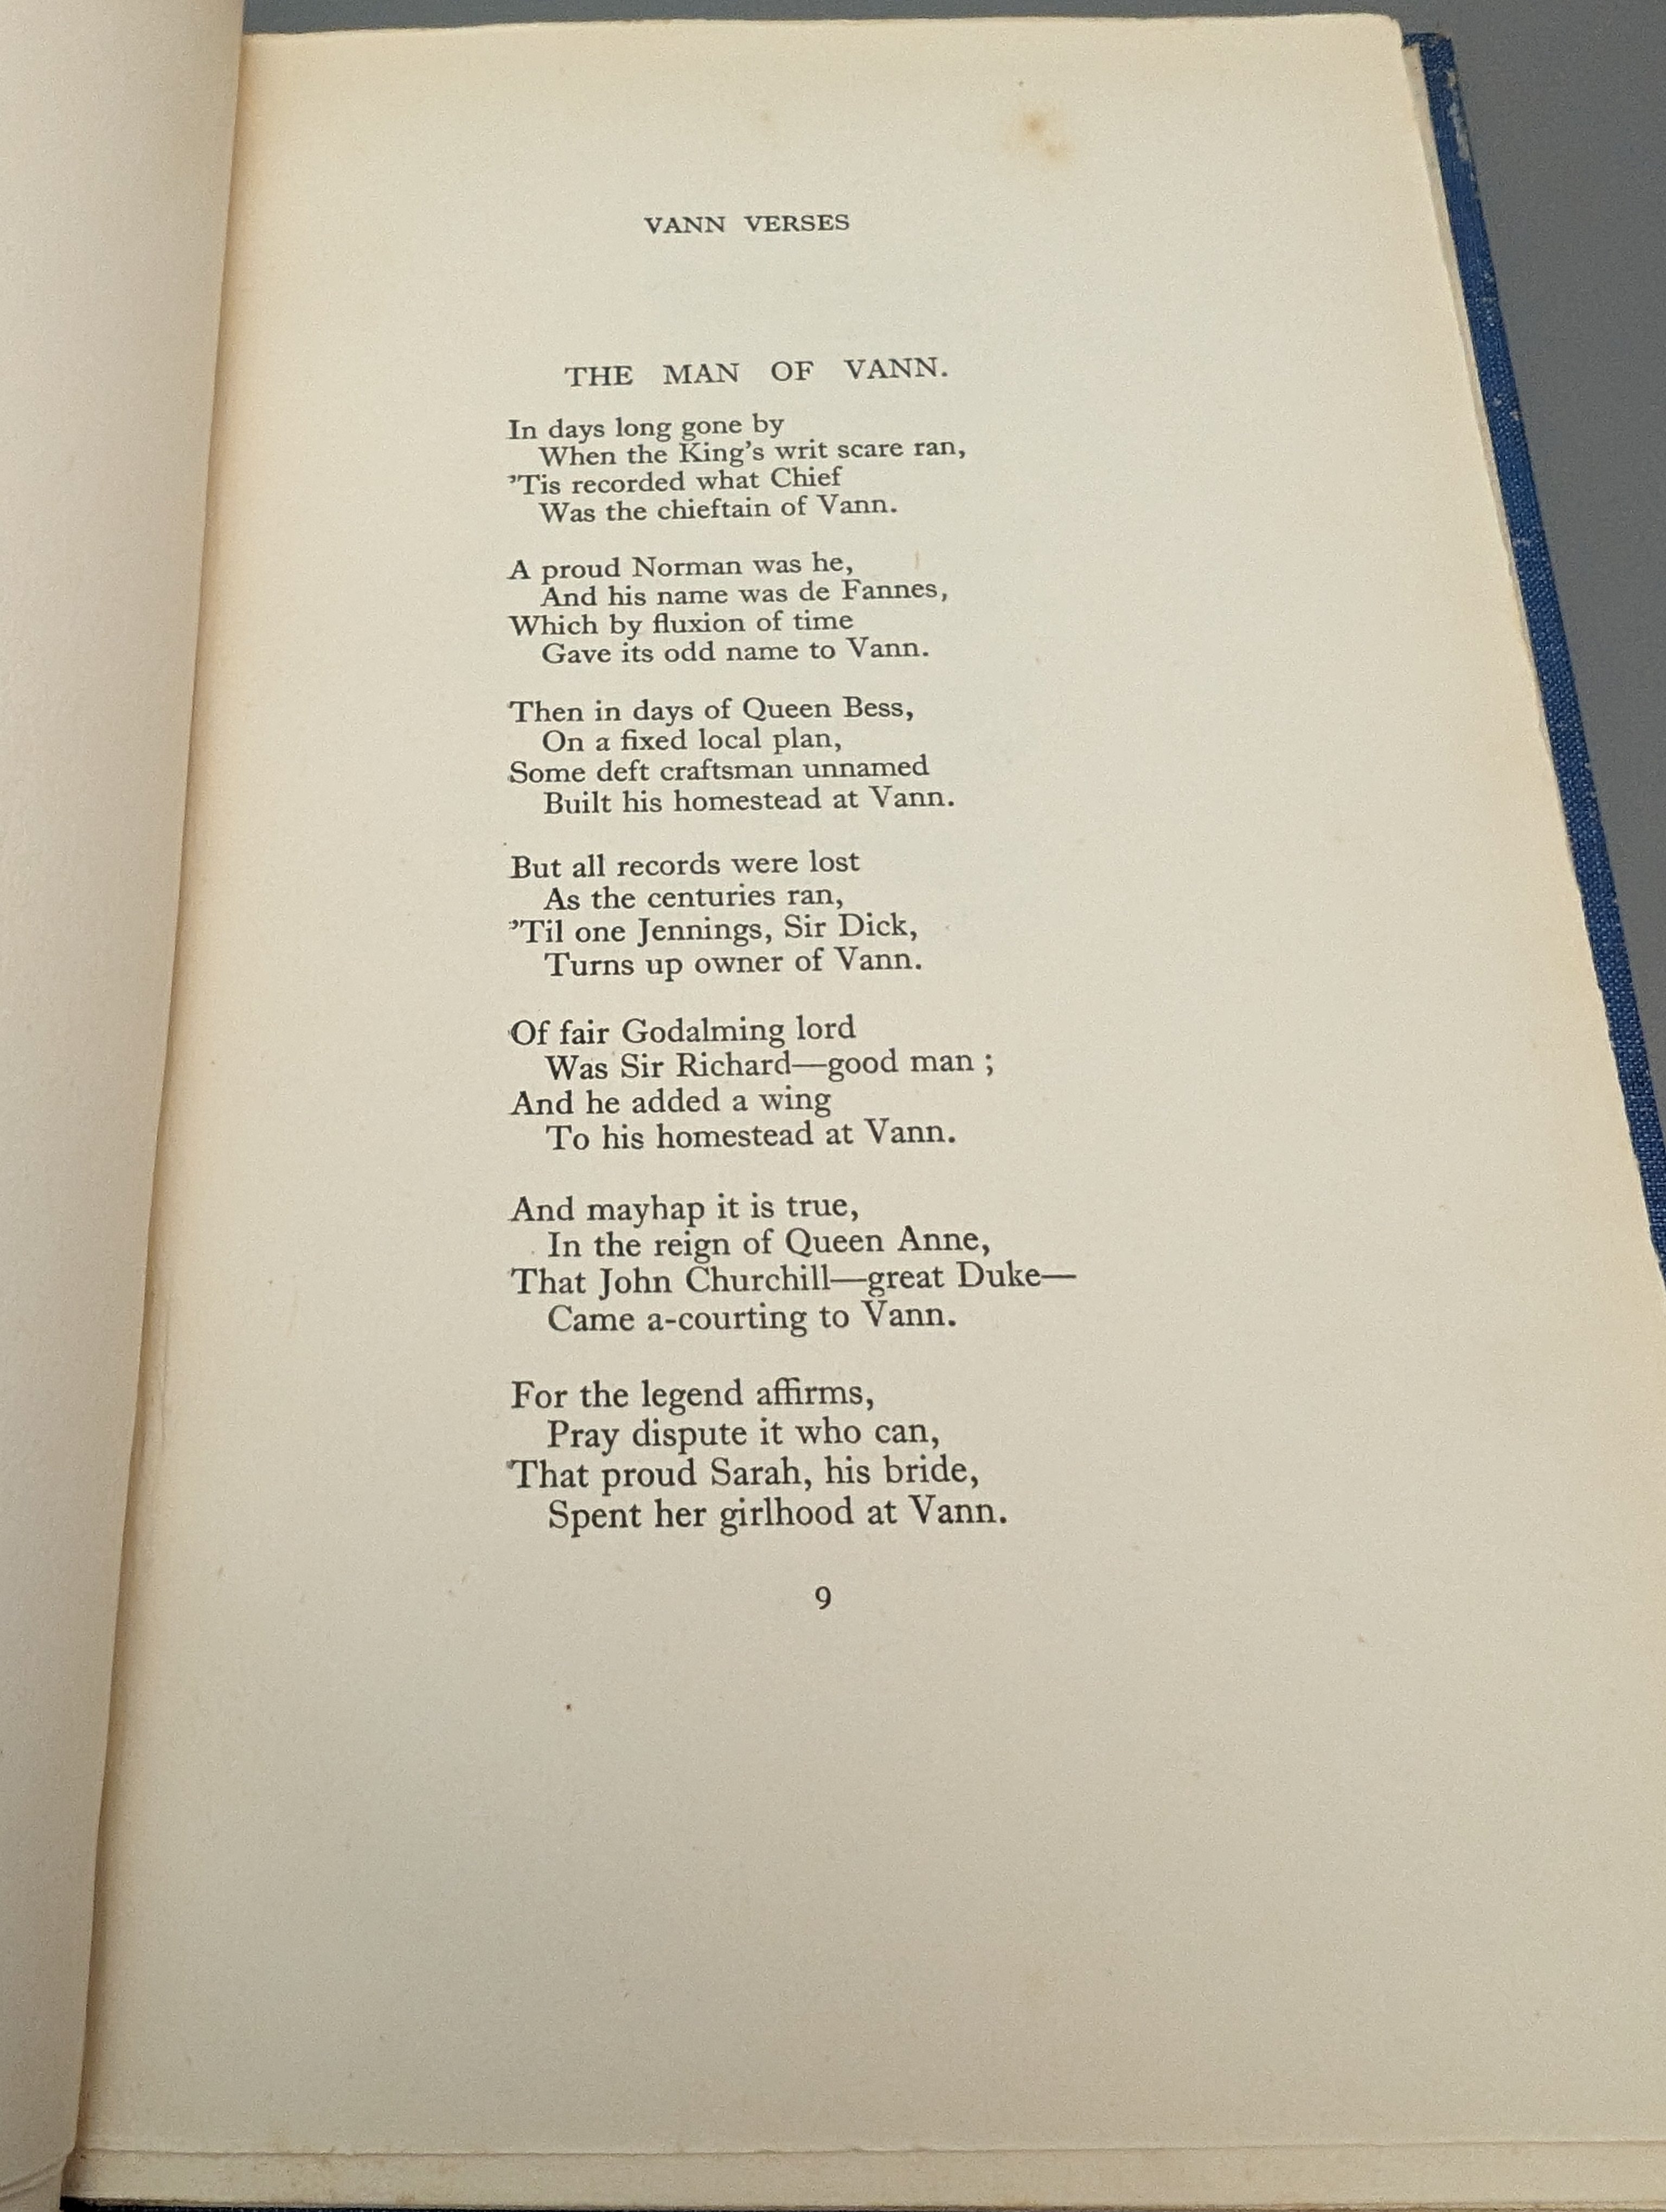 VANN VERSES
THE MAN OF VANN.
In days long gone by
When the King's writ scare ran,
'Tis recorded what Chief
Was the chieftain of Vann.
A proud Norman was he,
And his name was de Fannes,
Which by fluxion of time
Gave its odd name to Vann.
Then in days of Queen Bess,
On a fixed local plan,
Some deft craftsman unnamed
Built his homestead at Vann.
But all records were lost
As the centuries ran,
'Til one Jennings, Sir Dick,
Turns up owner of Vann.
Of fair Godalming lord
Was Sir Richard—good man ;
And he added a wing
To his homestead at Vann.
And mayhap it is true,
In the reign of Queen Anne,
That John Churchill—great Duke—
Came a-courting to Vann.
For the legend affirms,
Pray dispute it who can,
That proud Sarah, his bride,
Spent her girlhood at Vann.
9